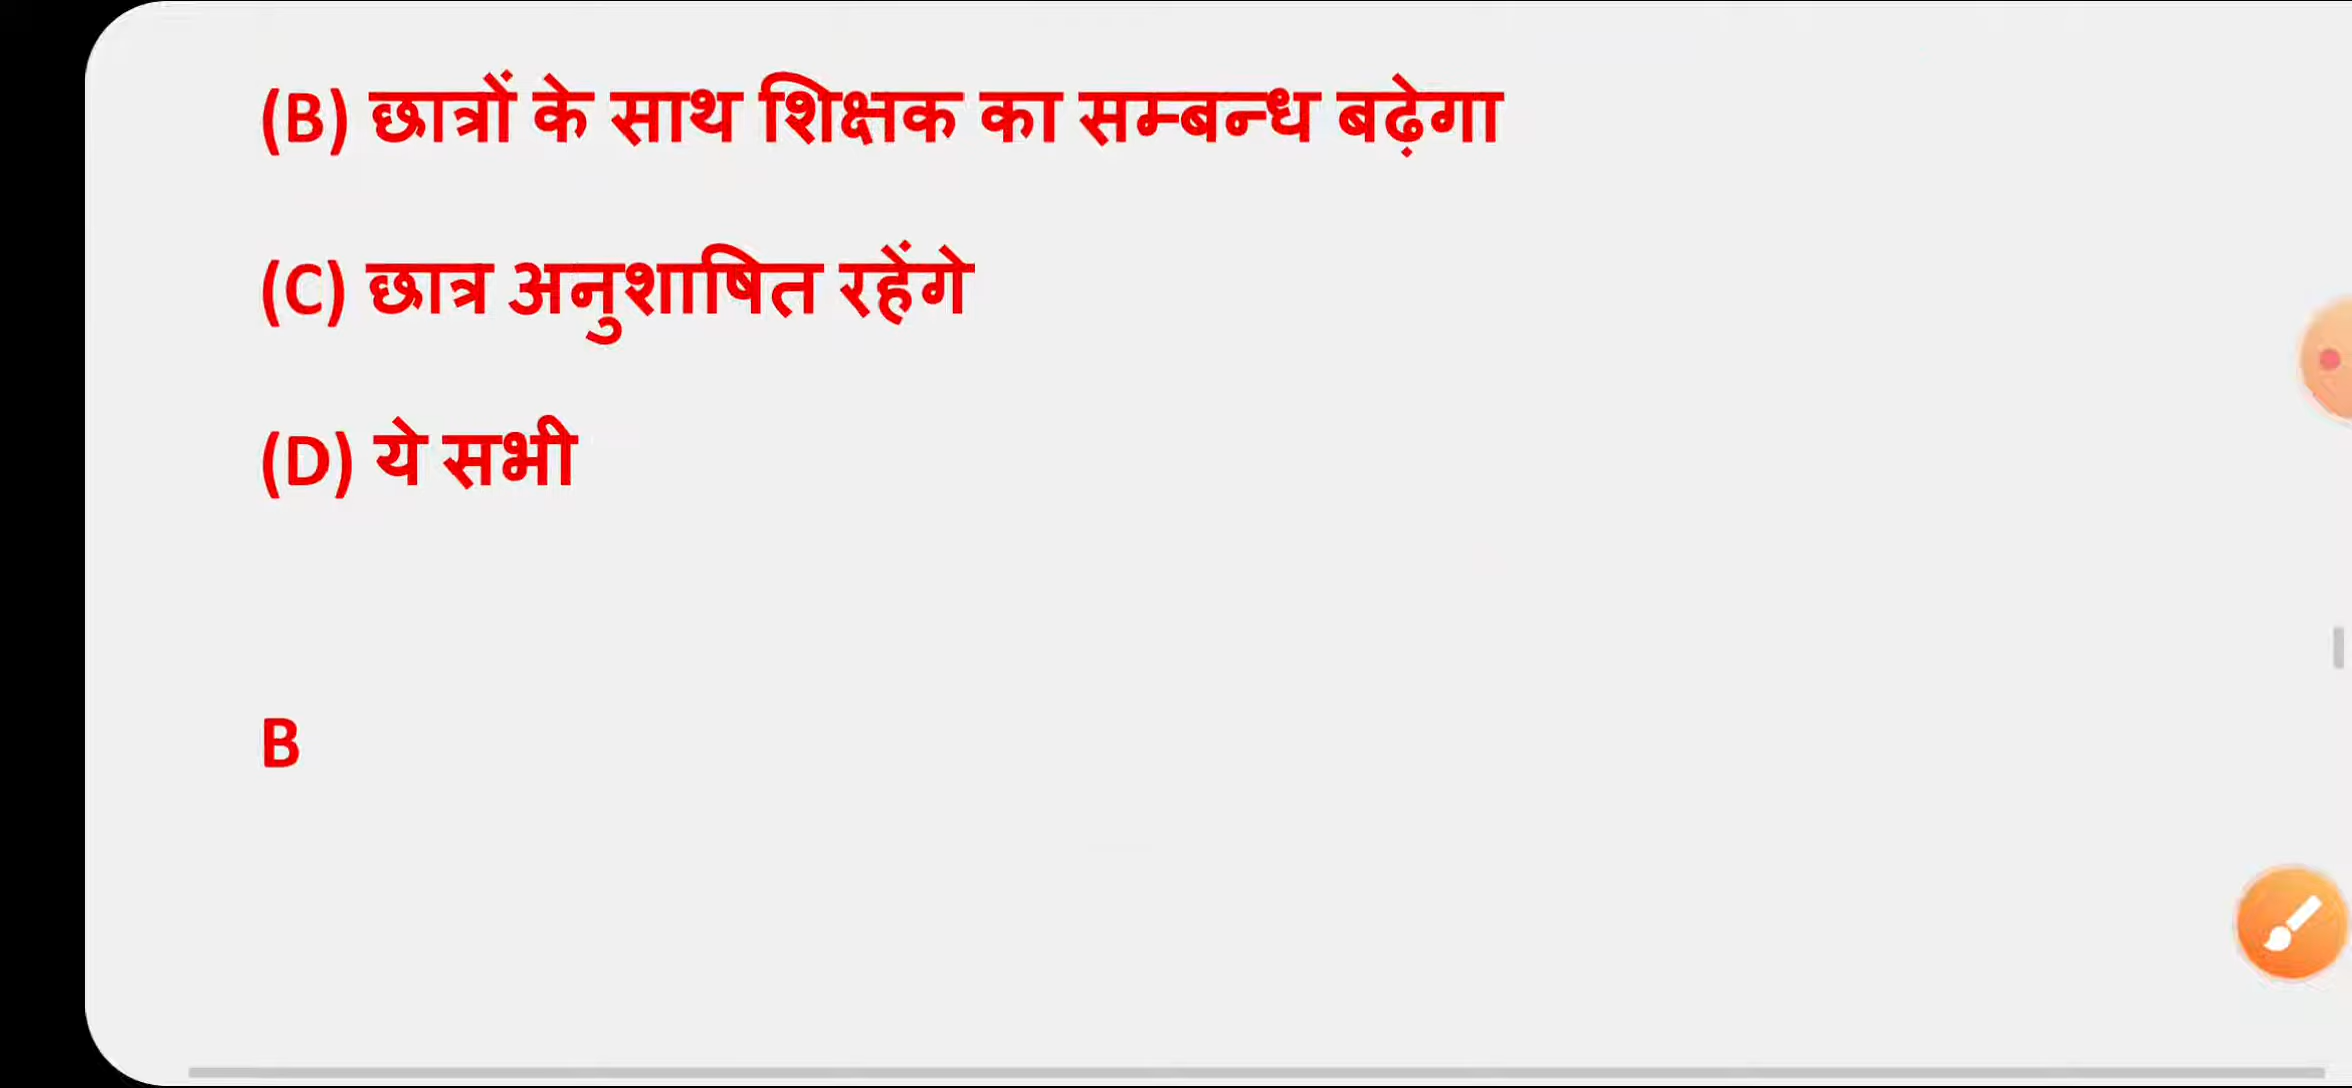 (B) छात्रों के साथ शिक्षक का सम्बन्ध बढ़ेगा
(C) छात्र अनुशाषित रहेंगे
(D) ये सभी
B